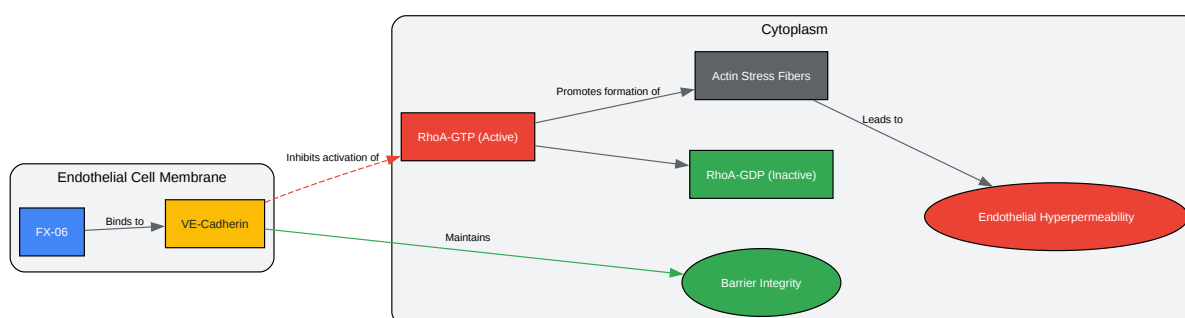 Cytoplasm
Actin Stress Fibers
Promotes formation of
Leads to
RhoA-GTP (Active)
Inhibits activation of
RhoA-GDP (Inactive)
Endothelial Cell Membrane
Endothelial Hyperpermeability
FX-06
Binds to
VE-Cadherin
Maintains
Barrier Integrity